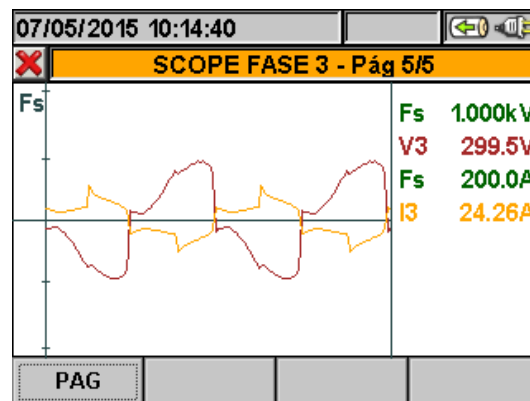 07/05/2015 10:14:40
SCOPE FASE 3 - Pág 5/5
Fs
Fs 1.000kV
V3 299.5V
Fs 200.0A
I3 24.26A
PAG